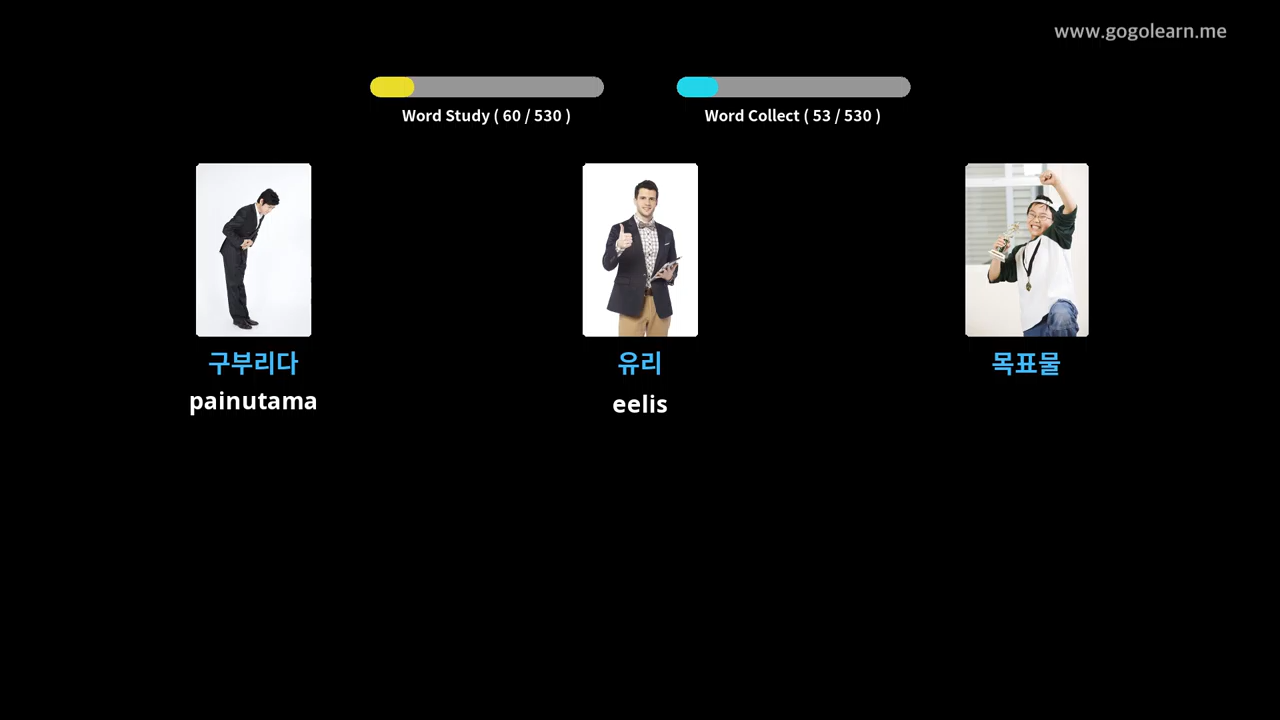 www.gogolearn.me
Word Study ( 60 / 530 )
Word Collect ( 53 / 530 )
구부리다
painutama
유리
eelis
목표물